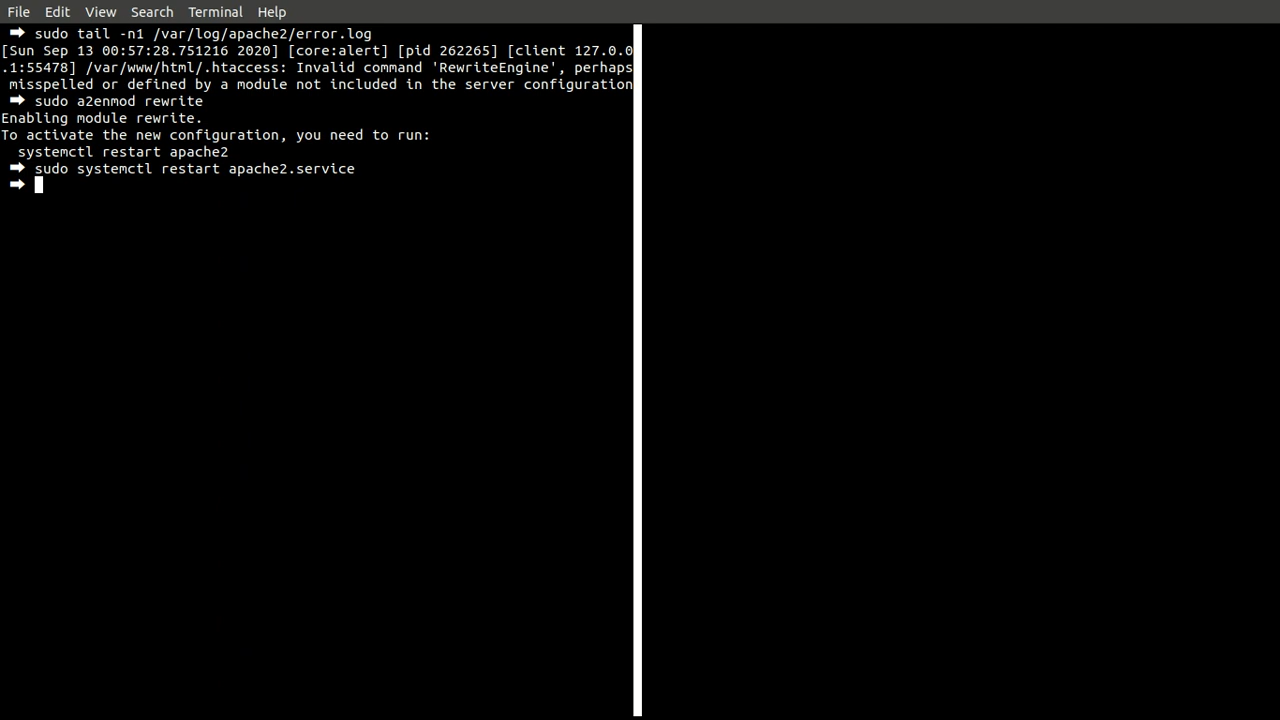 File Edit View Search Terminal Help
➡ sudo tail -n1 /var/log/apache2/error.log
[Sun Sep 13 00:57:28.751216 2020] [core:alert] [pid 262265] [client 127.0.0
.1:55478] /var/www/html/.htaccess: Invalid command 'RewriteEngine', perhaps
 misspelled or defined by a module not included in the server configuration
➡ sudo a2enmod rewrite
Enabling module rewrite.
To activate the new configuration, you need to run:
  systemctl restart apache2
➡ sudo systemctl restart apache2.service
➡